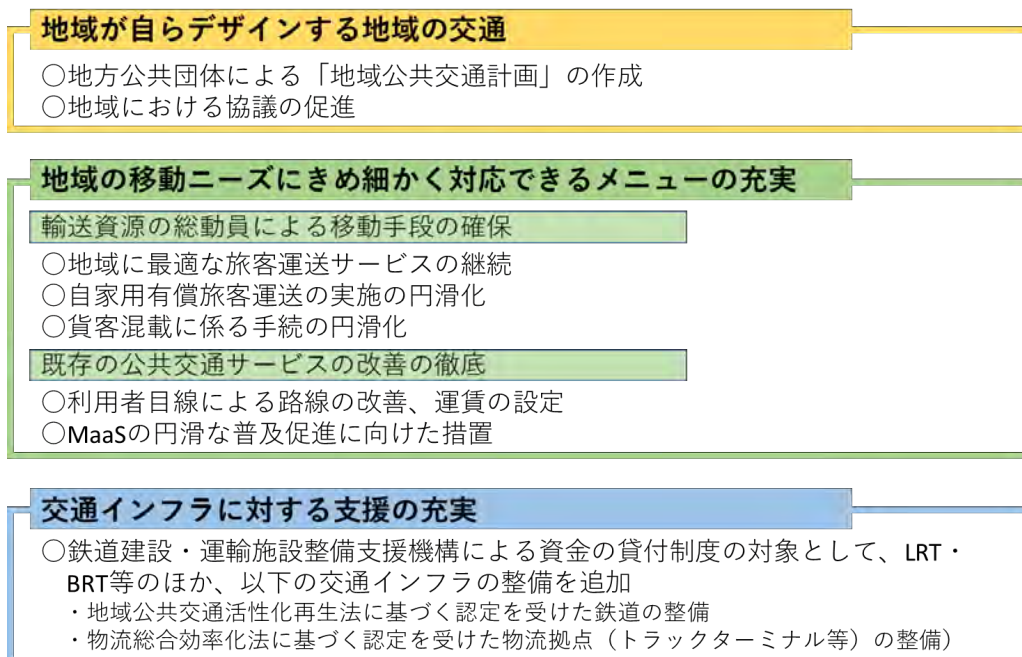 地域が自らデザインする地域の交通
○地方公共団体による「地域公共交通計画」の作成
○地域における協議の促進
地域の移動ニーズにきめ細かく対応できるメニューの充実
輸送資源の総動員による移動手段の確保
○地域に最適な旅客運送サービスの継続
○自家用有償旅客運送の実施の円滑化
○貨客混載に係る手続の円滑化
既存の公共交通サービスの改善の徹底
○利用者目線による路線の改善、運賃の設定
○MaaSの円滑な普及促進に向けた措置
交通インフラに対する支援の充実
○鉄道建設・運輸施設整備支援機構による資金の貸付制度の対象として、LRT・
BRT等のほか、以下の交通インフラの整備を追加
・地域公共交通活性化再生法に基づく認定を受けた鉄道の整備
・物流総合効率化法に基づく認定を受けた物流拠点（トラックターミナル等）の整備）